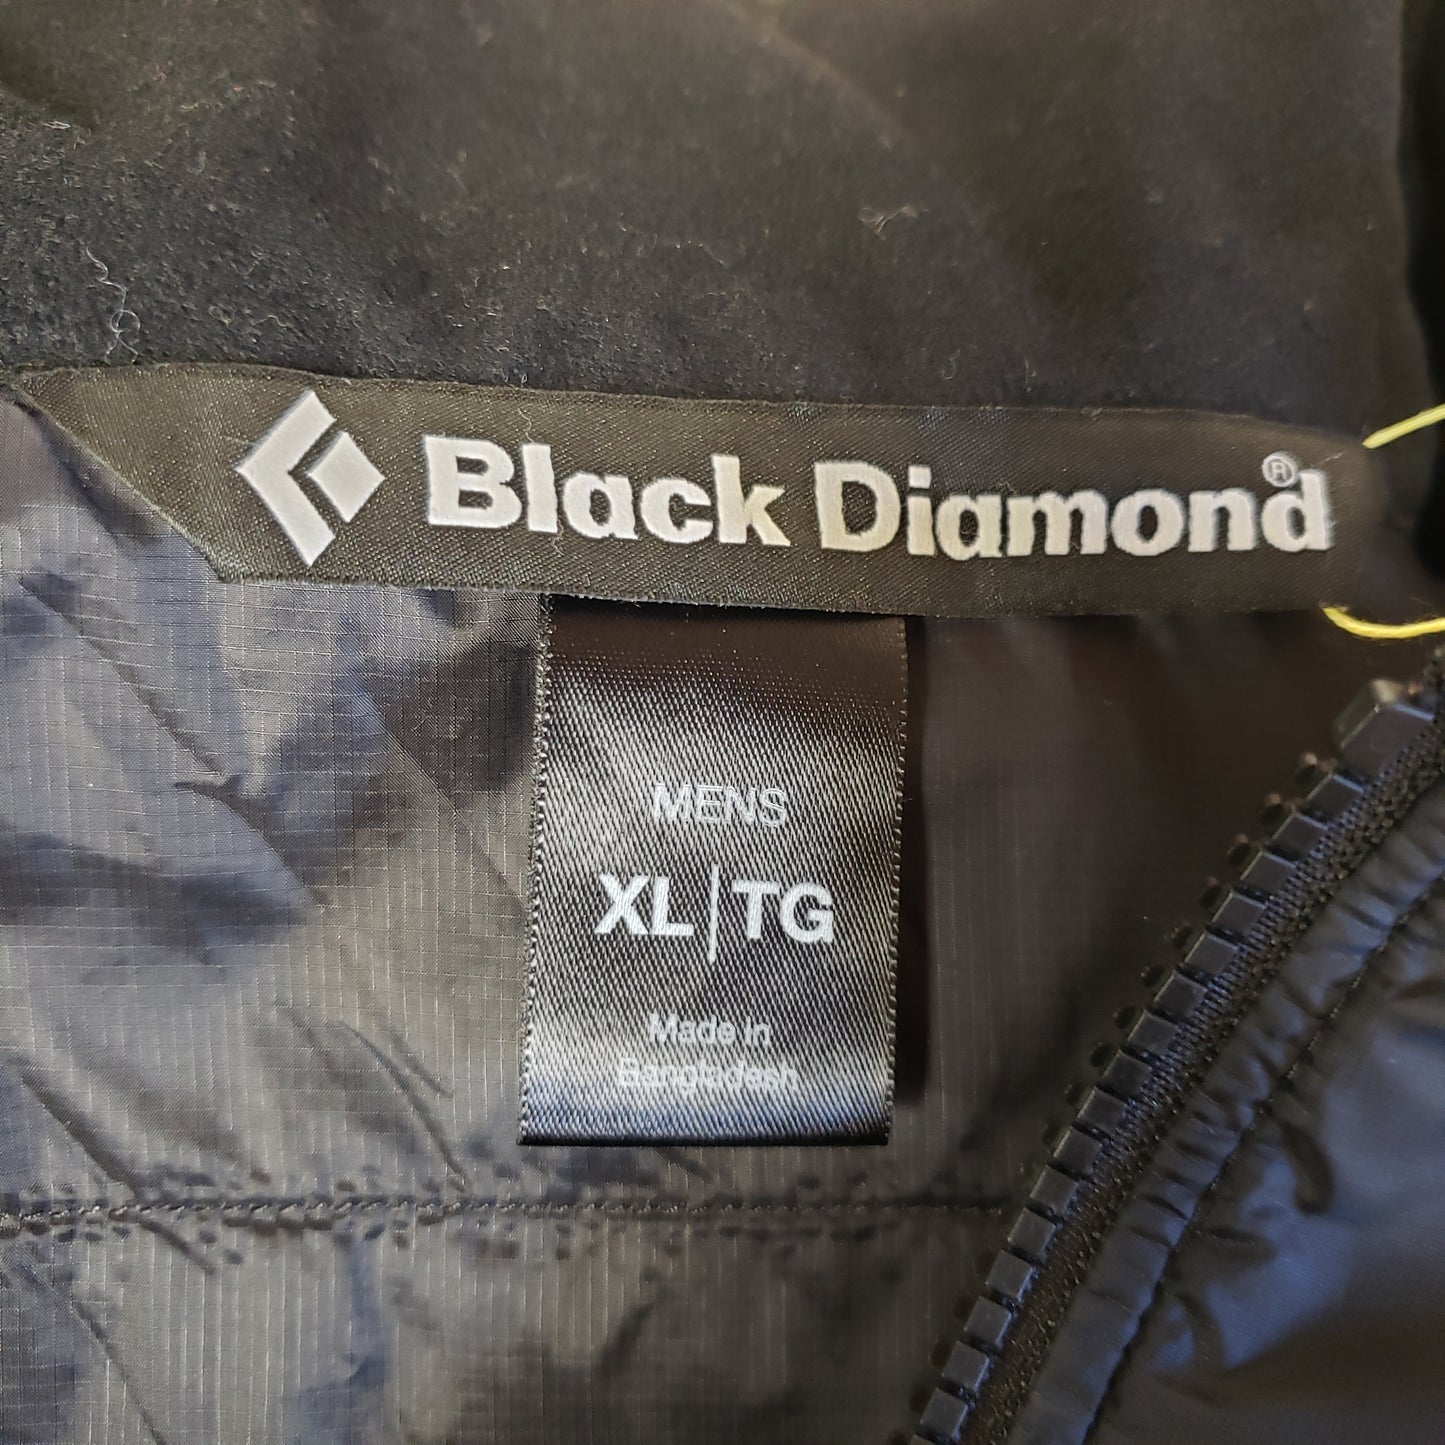 Black Diamond®
MENS
XL|TG
Made in
Bangladesh